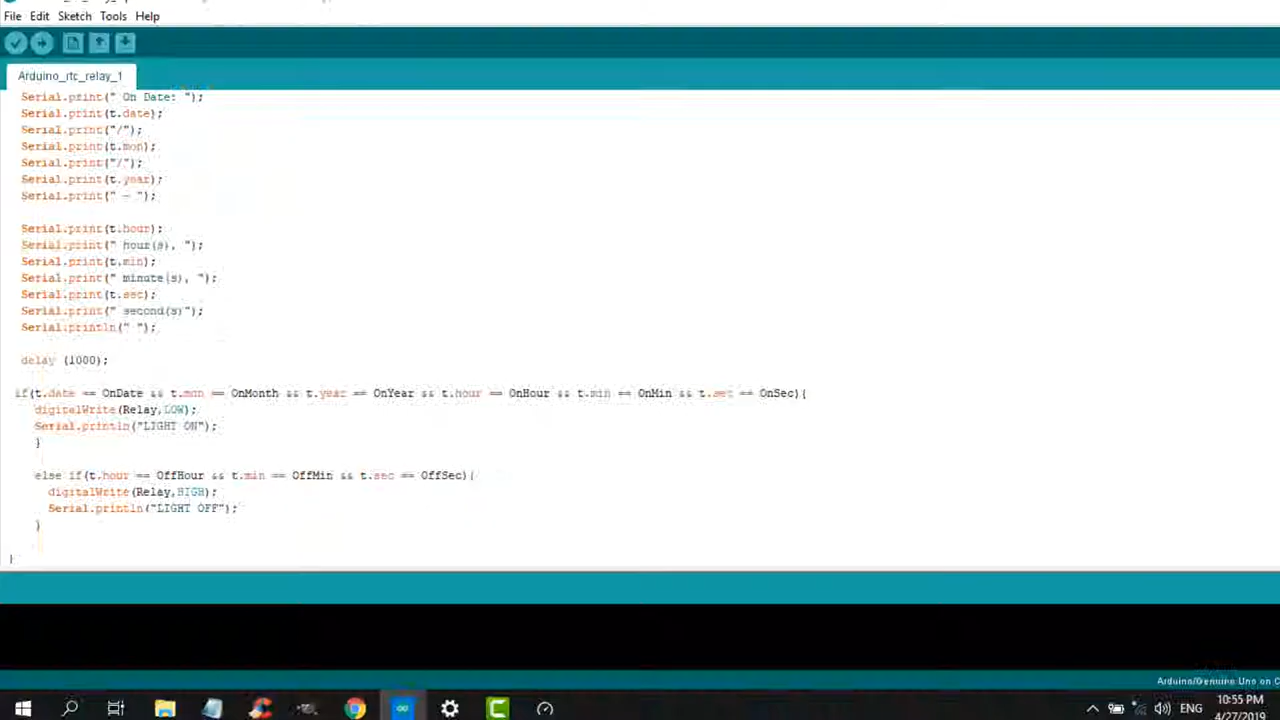 File Edit Sketch Tools Help
Arduino_rtc_relay_1
Serial.print(" On Date: ");
Serial.print(t.date);
Serial.print("/");
Serial.print(t.mon);
Serial.print("/");
Serial.print(t.year);
Serial.print(" - ");
Serial.print(t.hour);
Serial.print(" hour(s), ");
Serial.print(t.min);
Serial.print(" minute(s), ");
Serial.print(t.sec);
Serial.print(" second(s)");
Serial.println(" ");
delay (1000);
if(t.date == OnDate && t.mon == OnMonth && t.year == OnYear && t.hour == OnHour && t.min == OnMin && t.sec == OnSec){
digitalWrite(Relay,LOW);
Serial.println("LIGHT ON");
}
else if(t.hour == OffHour && t.min == OffMin && t.sec == OffSec){
digitalWrite(Relay,HIGH);
Serial.println("LIGHT OFF");
}
}
Arduino/Genuino Uno on C
ENG
10:55 PM
4/27/2019